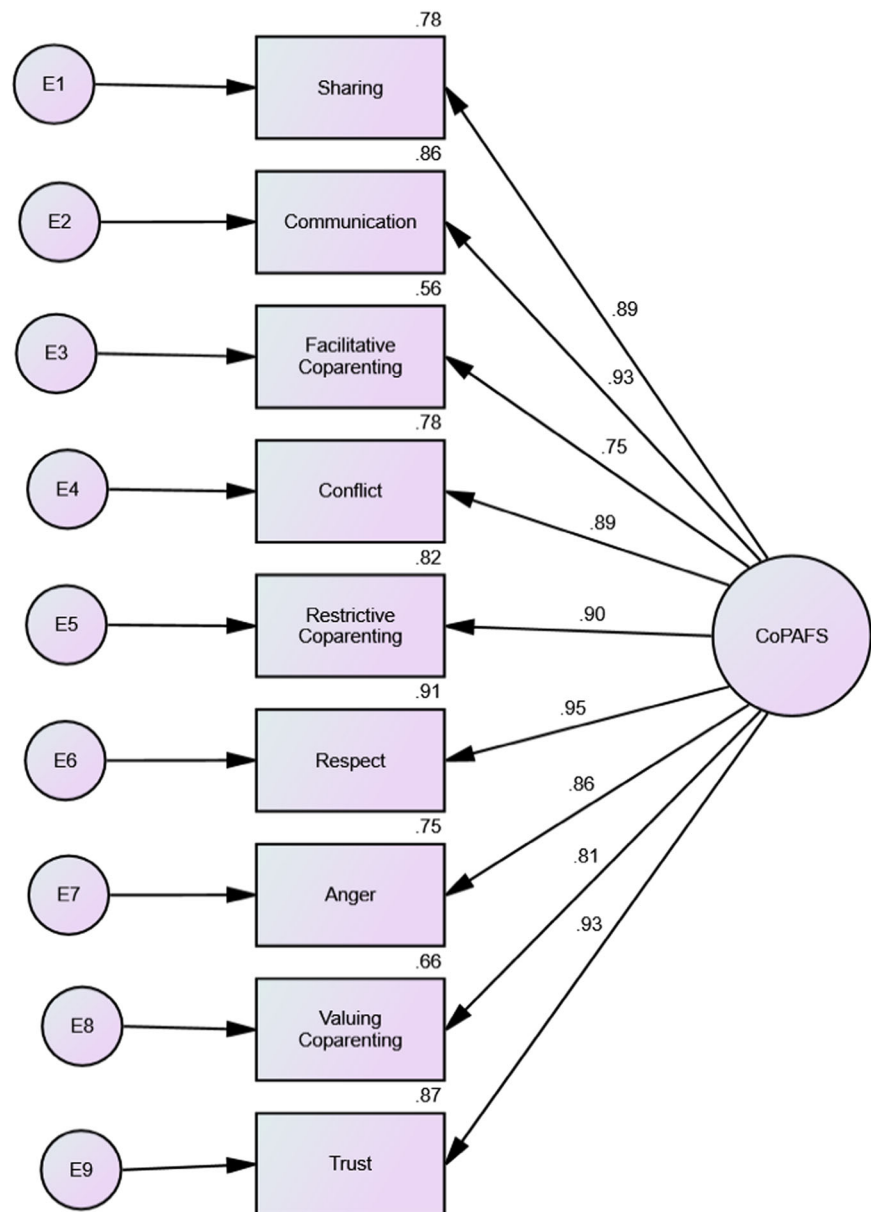 .78
E1
Sharing
.86
E2
Communication
.56
E3
Facilitative
Coparenting
.78
E4
Conflict
.82
E5
Restrictive
Coparenting
.91
E6
Respect
.75
E7
Anger
.66
E8
Valuing
Coparenting
.87
E9
Trust
.89
.93
.75
.89
.90
.95
.86
.81
.93
CoPAFS